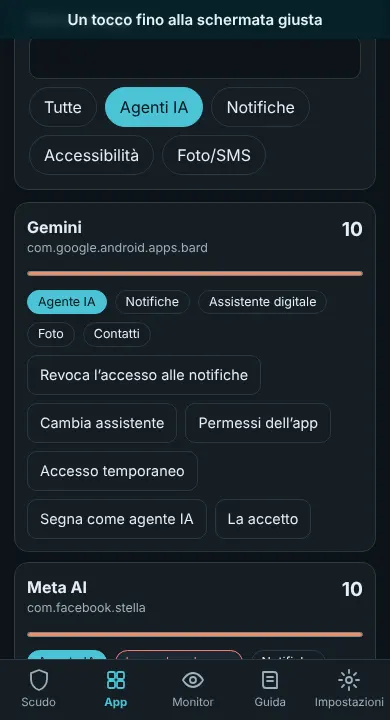 Un tocco fino alla schermata giusta
Tutte
Agenti IA
Notifiche
Accessibilità
Foto/SMS
Gemini
10
com.google.android.apps.bard
Agente IA
Notifiche
Assistente digitale
Foto
Contatti
Revoca l’accesso alle notifiche
Cambia assistente
Permessi dell’app
Accesso temporaneo
Segna come agente IA
La accetto
Meta AI
10
com.facebook.stella
Scudo
App
Monitor
Guida
Impostazioni